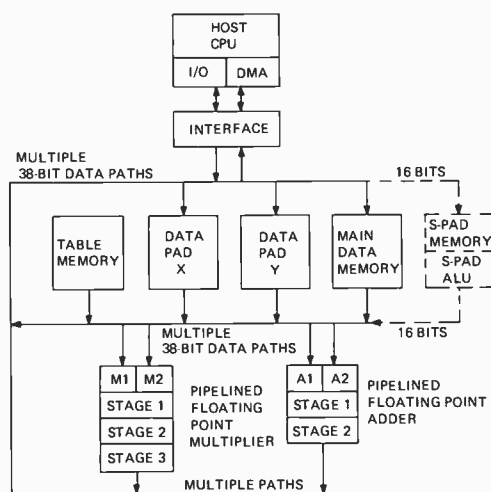 HOST
CPU
I/O
DMA
INTERFACE
MULTIPLE
38-BIT DATA PATHS
16 BITS
TABLE
MEMORY
DATA
PAD
X
DATA
PAD
Y
MAIN
DATA
MEMORY
S-PAD
MEMORY
S-PAD
ALU
MULTIPLE
38-BIT DATA PATHS
16 BITS
M1
M2
STAGE 1
STAGE 2
STAGE 3
PIPELINED
FLOATING
POINT
MULTIPLIER
A1
A2
STAGE 1
STAGE 2
PIPELINED
FLOATING POINT
ADDER
MULTIPLE PATHS